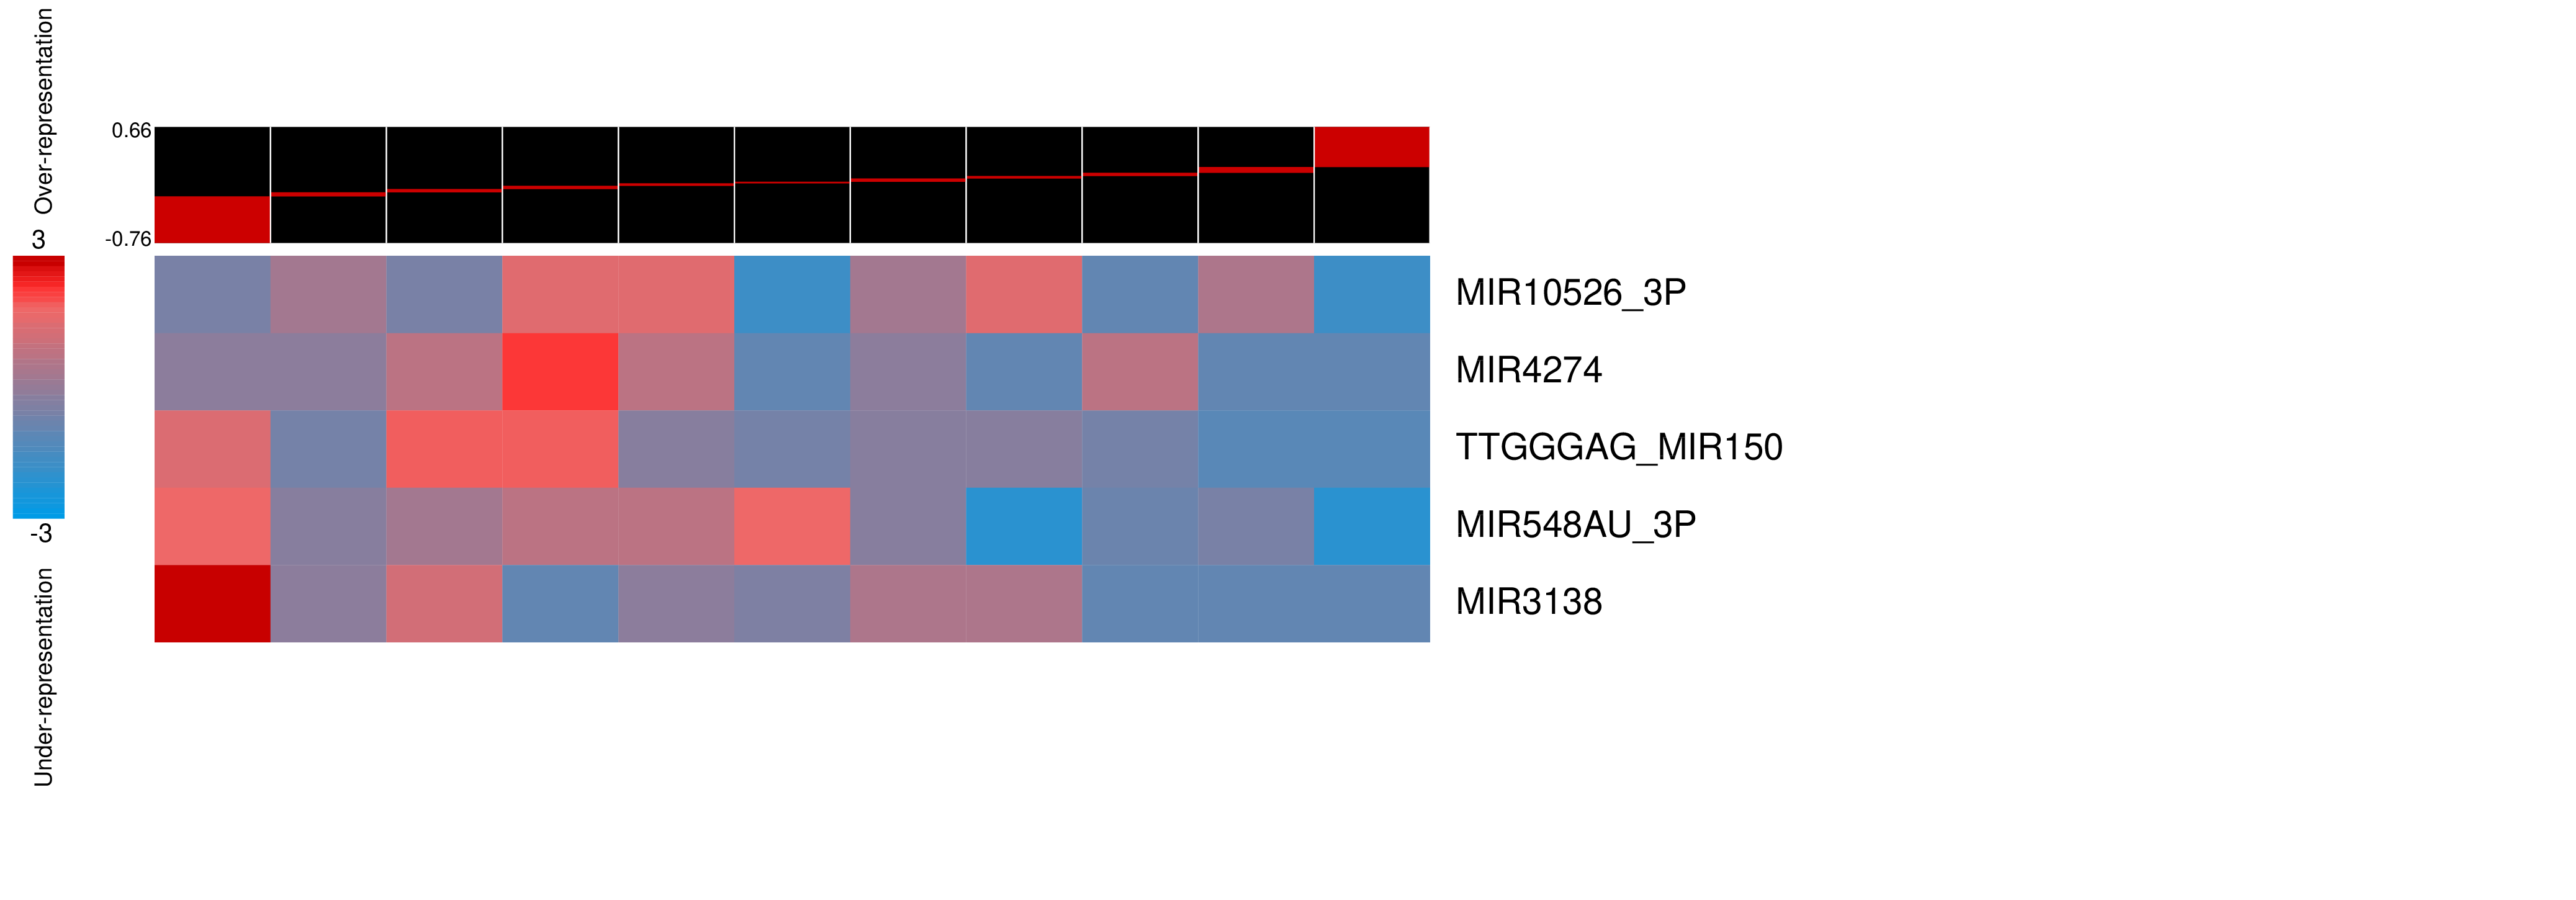 Over-representation
3
-3
Under-representation
0.66
-0.76
MIR10526_3P
MIR4274
TTGGGAG_MIR150
MIR548AU_3P
MIR3138